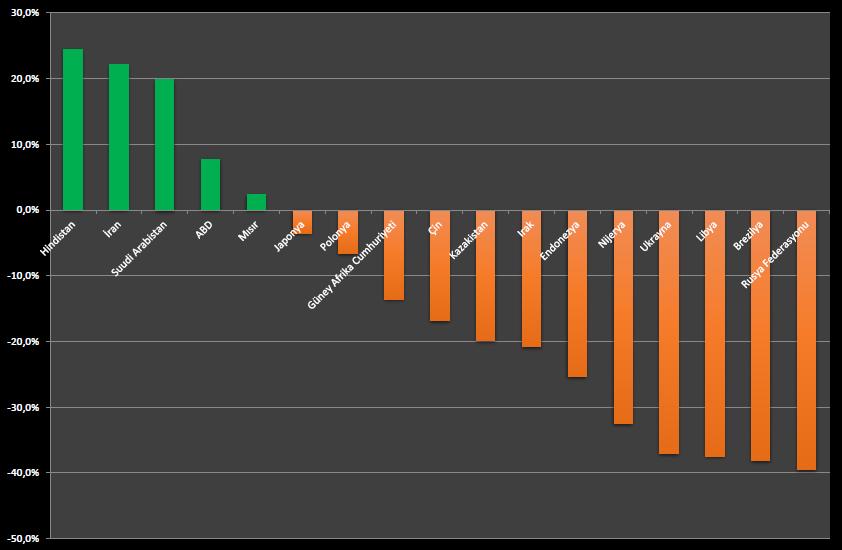 30,0%
20,0%
10,0%
0,0%
-10,0%
-20,0%
-30,0%
-40,0%
-50,0%
Hindistan
İran
Suudi Arabistan
ABD
Mısır
Japonya
Polonya
Güney Afrika Cumhuriyeti
Çin
Kazakistan
Irak
Endonezya
Nijerya
Ukrayna
Libya
Brezilya
Rusya Federasyonu